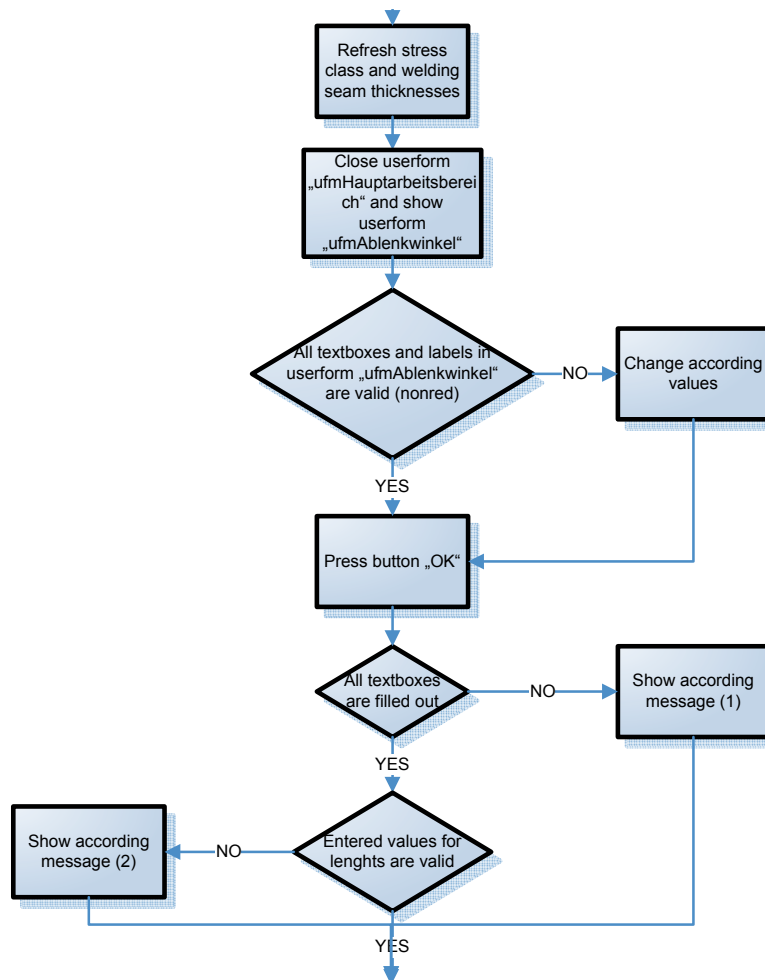 Refresh stress
class and welding
seam thicknesses
Close userform
„ufmHauptarbeitsberei
ch“ and show
userform
„ufmAblenkwinkel“
All textboxes and labels in
userform „ufmAblenkwinkel“
are valid (nonred)
NO
Change according
values
YES
Press button „OK“
All textboxes
are filled out
NO
Show according
message (1)
YES
Entered values for
lenghts are valid
NO
Show according
message (2)
YES